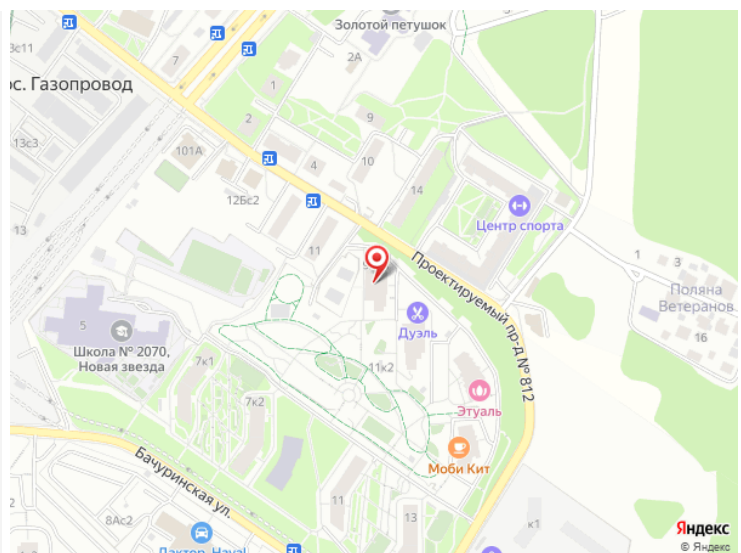 13с11
7
Золотой петушок
2А
ос. Газопровод
1
2
9
13с3
101А
4
10
14
12Бс2
Центр спорта
13
11
Проектируемый пр-д № 812
1
3
Поляна
Ветеранов
16
5
Школа № 2070,
Новая звезда
Дуэль
7к1
11к2
7к2
Этуаль
Моби Кит
Бачуринская ул.
8Ас2
11
13
к1
Яндекс
© Яндекс